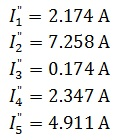 I₁" = 2.174 A
I₂" = 7.258 A
I₃" = 0.174 A
I₄" = 2.347 A
I₅" = 4.911 A